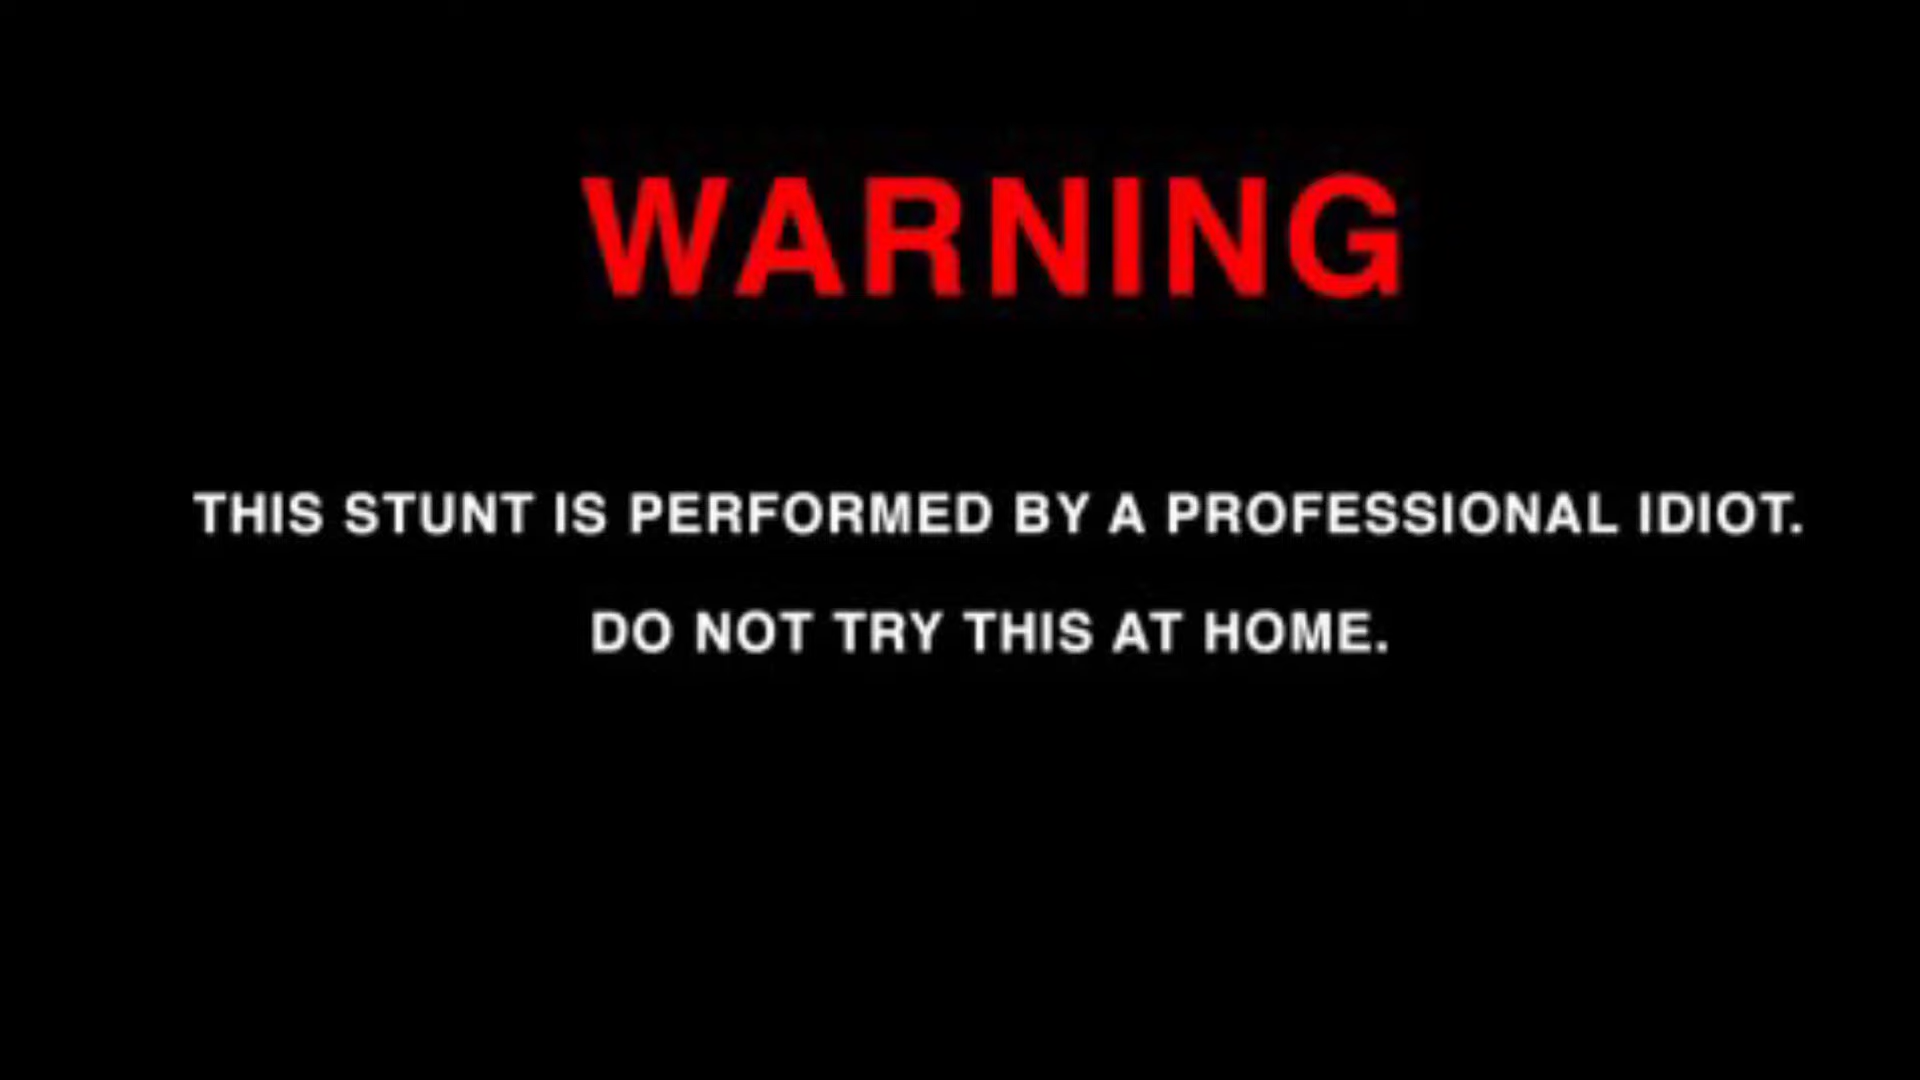 WARNING
THIS STUNT IS PERFORMED BY A PROFESSIONAL IDIOT.
DO NOT TRY THIS AT HOME.